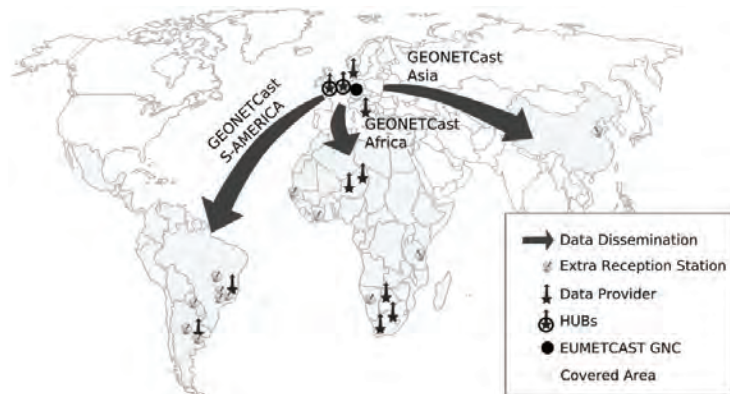 GEONETCast
Asia
GEONETCast
S-AMERICA
GEONETCast
Africa
Data Dissemination
Extra Reception Station
Data Provider
HUBs
EUMETCAST GNC
Covered Area